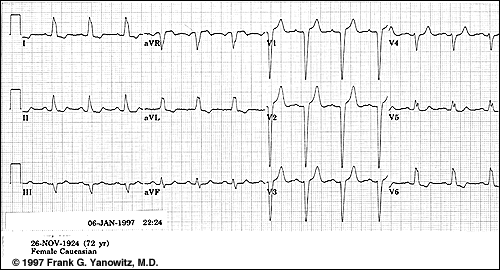 I aVR V1 V4
II aVL V2 V5
III aVF V3 V6
06-JAN-1997 22:24
26-NOV-1924 (72 yr)
Female Caucasian
© 1997 Frank G. Yanowitz, M.D.